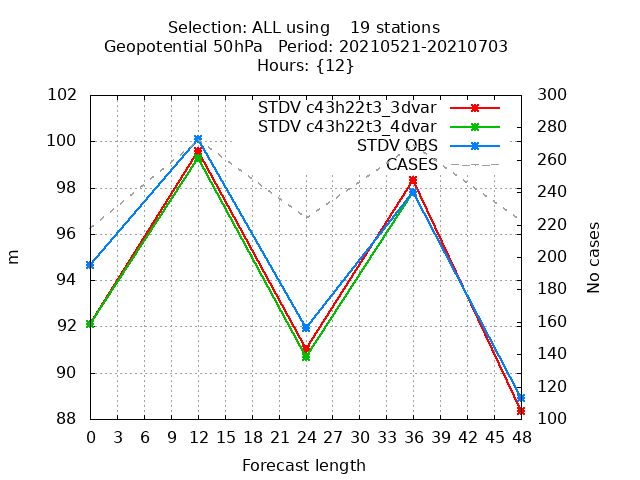 Selection: ALL using    19 stations
Geopotential 50hPa   Period: 20210521-20210703
Hours: {12}
STDV c43h22t3_3dvar
STDV c43h22t3_4dvar
STDV OBS
CASES
102
100
98
96
94
92
90
88
m
300
280
260
240
220
200
180
160
140
120
100
No cases
0 3 6 9 12 15 18 21 24 27 30 33 36 39 42 45 48
Forecast length